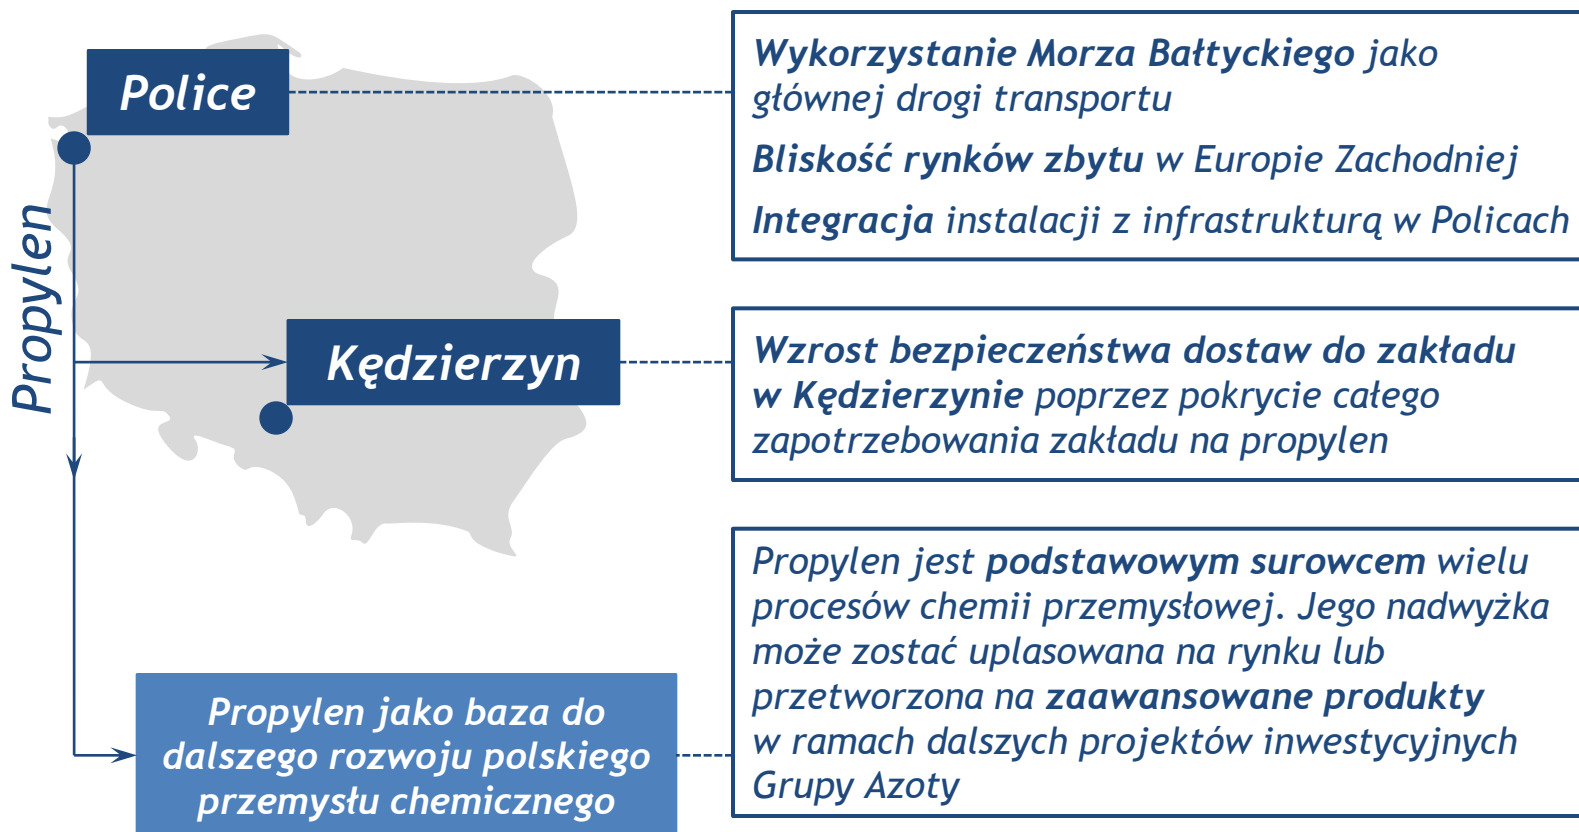 Police
Wykorzystanie Morza Bałtyckiego jako
głównej drogi transportu
Bliskość rynków zbytu w Europie Zachodniej
Integracja instalacji z infrastrukturą w Policach
Propylen
Kędzierzyn
Wzrost bezpieczeństwa dostaw do zakładu
w Kędzierzynie poprzez pokrycie całego
zapotrzebowania zakładu na propylen
Propylen jako baza do
dalszego rozwoju polskiego
przemysłu chemicznego
Propylen jest podstawowym surowcem wielu
procesów chemii przemysłowej. Jego nadwyżka
może zostać uplasowana na rynku lub
przetworzona na zaawansowane produkty
w ramach dalszych projektów inwestycyjnych
Grupy Azoty